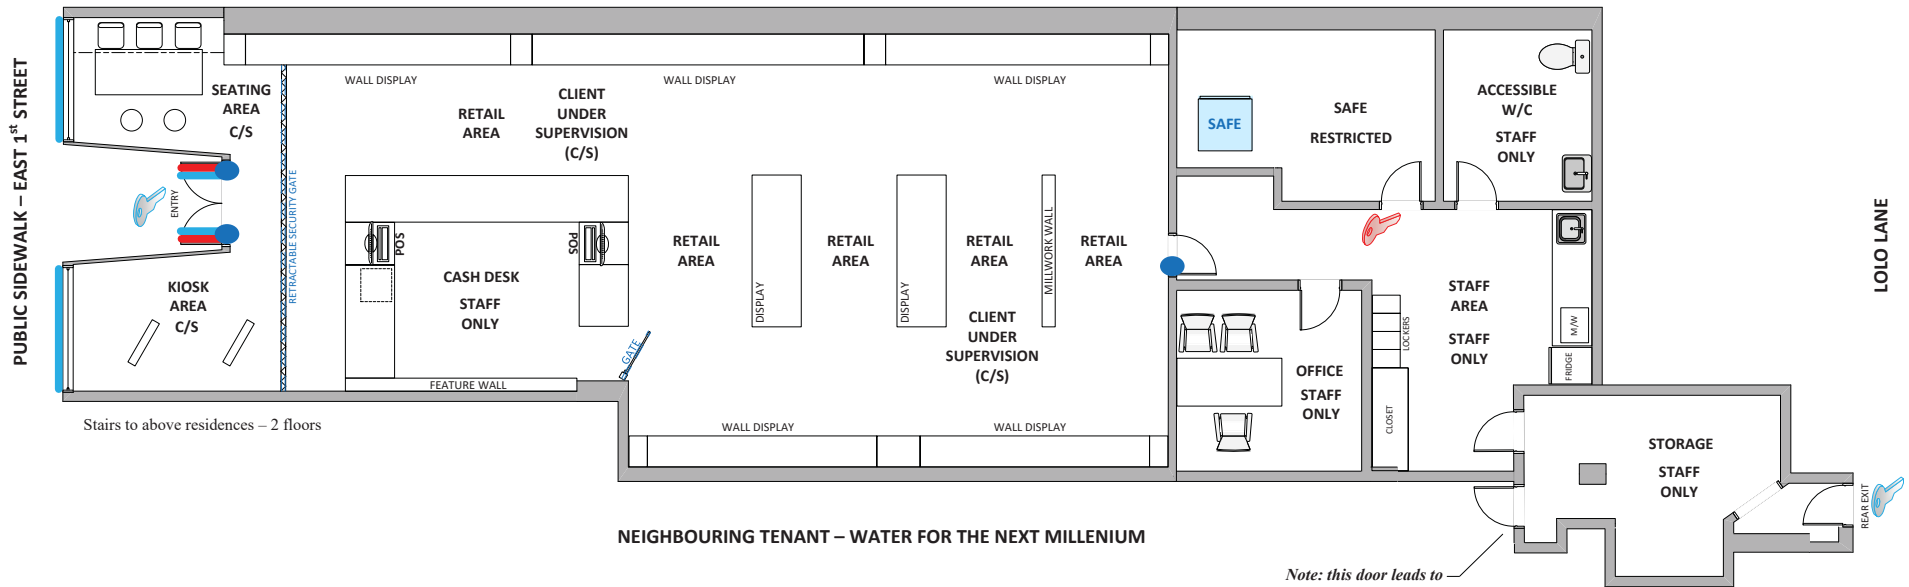 PUBLIC SIDEWALK – EAST 1st STREET
SEATING
AREA
C/S
ENTRY
KIOSK
AREA
C/S
RETRACTABLE SECURITY GATE
WALL DISPLAY
WALL DISPLAY
WALL DISPLAY
RETAIL
AREA
CLIENT
UNDER
SUPERVISION
(C/S)
POS
POS
CASH DESK
STAFF
ONLY
FEATURE WALL
GATE
RETAIL
AREA
DISPLAY
RETAIL
AREA
DISPLAY
RETAIL
AREA
MILLWORK WALL
RETAIL
AREA
CLIENT
UNDER
SUPERVISION
(C/S)
WALL DISPLAY
WALL DISPLAY
SAFE
SAFE
RESTRICTED
ACCESSIBLE
W/C
STAFF
ONLY
STAFF
AREA
STAFF
ONLY
LOCKERS
CLOSET
M/W
FRIDGE
OFFICE
STAFF
ONLY
STORAGE
STAFF
ONLY
REAR EXIT
LOLO LANE
Stairs to above residences – 2 floors
NEIGHBOURING TENANT – WATER FOR THE NEXT MILLENIUM
Note: this door leads to